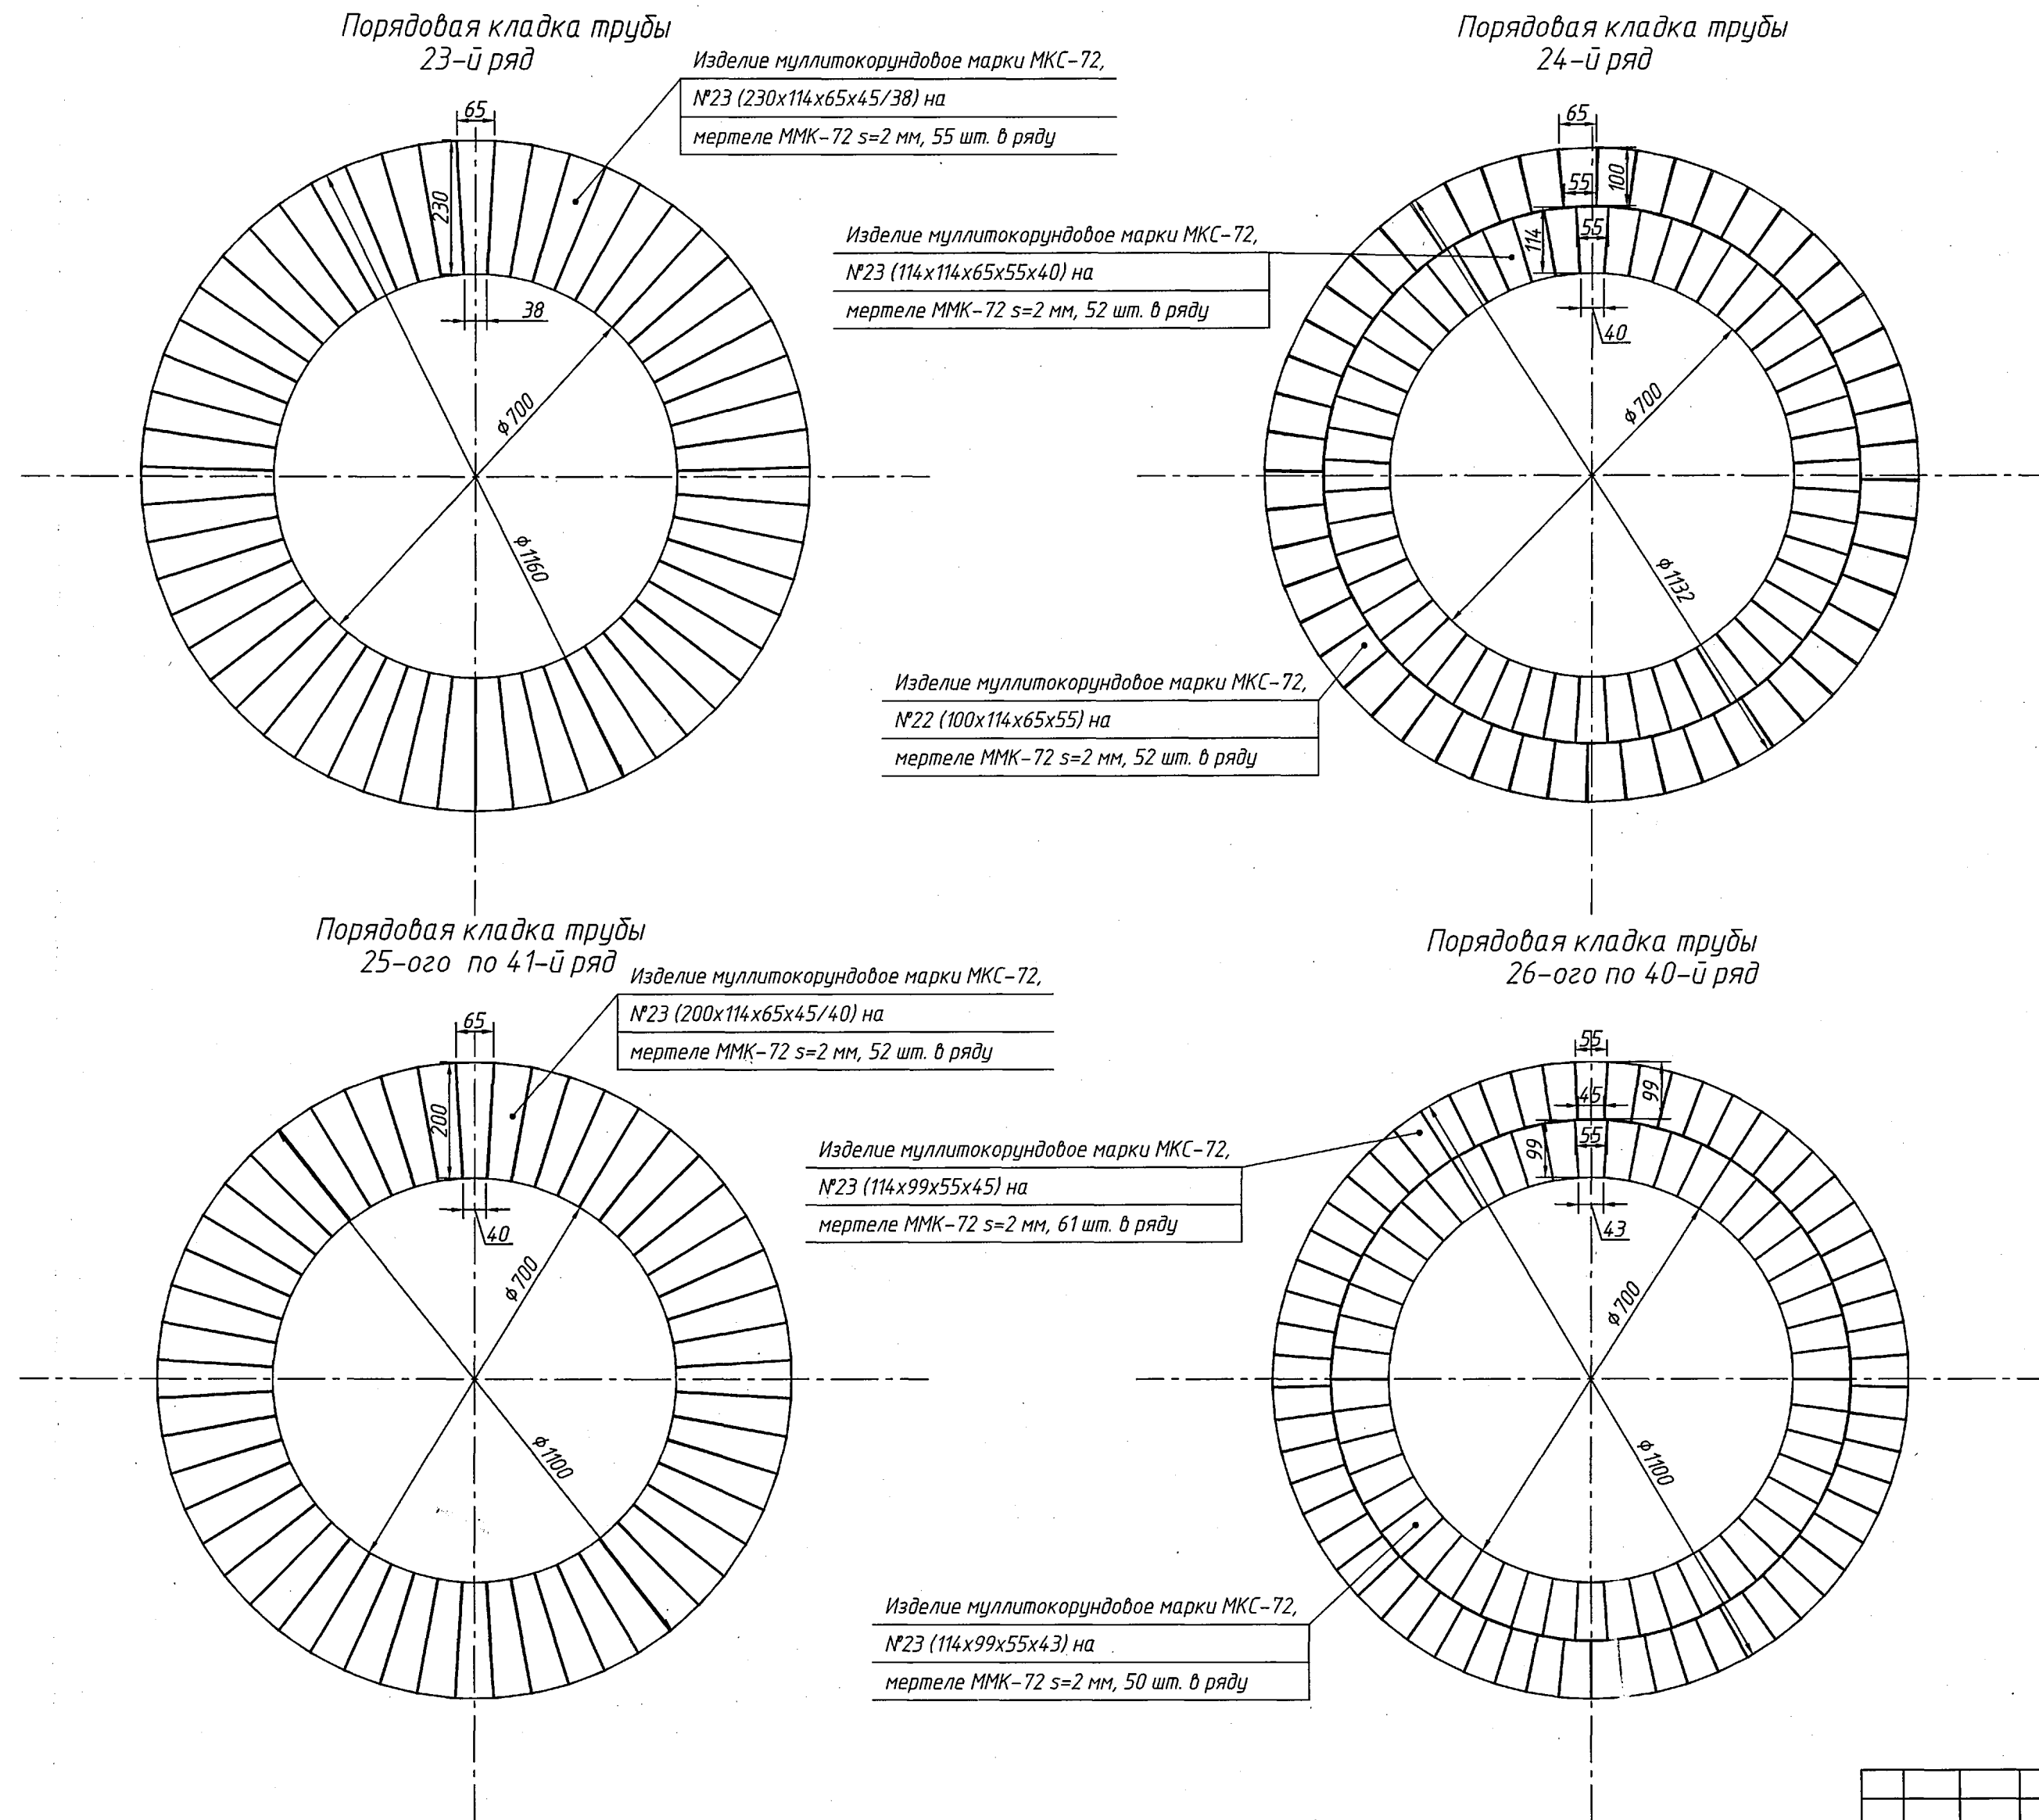 Порядовая кладка трубы
23-й ряд
Изделие муллитокорундовое марки МКС-72,
№23 (230х114х65х45/38) на
мертеле ММК-72 s=2 мм, 55 шт. в ряду
65
230
38
ф700
ф1160
Порядовая кладка трубы
24-й ряд
65
55
100
114
55
40
ф700
ф1132
Изделие муллитокорундовое марки МКС-72,
№23 (114х114х65х55х40) на
мертеле ММК-72 s=2 мм, 52 шт. в ряду
Изделие муллитокорундовое марки МКС-72,
№22 (100х114х65х55) на
мертеле ММК-72 s=2 мм, 52 шт. в ряду
Порядовая кладка трубы
25-ого по 41-й ряд
Изделие муллитокорундовое марки МКС-72,
№23 (200х114х65х45/40) на
мертеле ММК-72 s=2 мм, 52 шт. в ряду
65
200
40
ф700
ф1100
Порядовая кладка трубы
26-ого по 40-й ряд
55
45
99
99
55
43
ф700
ф1100
Изделие муллитокорундовое марки МКС-72,
№23 (114х99х55х45) на
мертеле ММК-72 s=2 мм, 61 шт. в ряду
Изделие муллитокорундовое марки МКС-72,
№23 (114х99х55х43) на
мертеле ММК-72 s=2 мм, 50 шт. в ряду